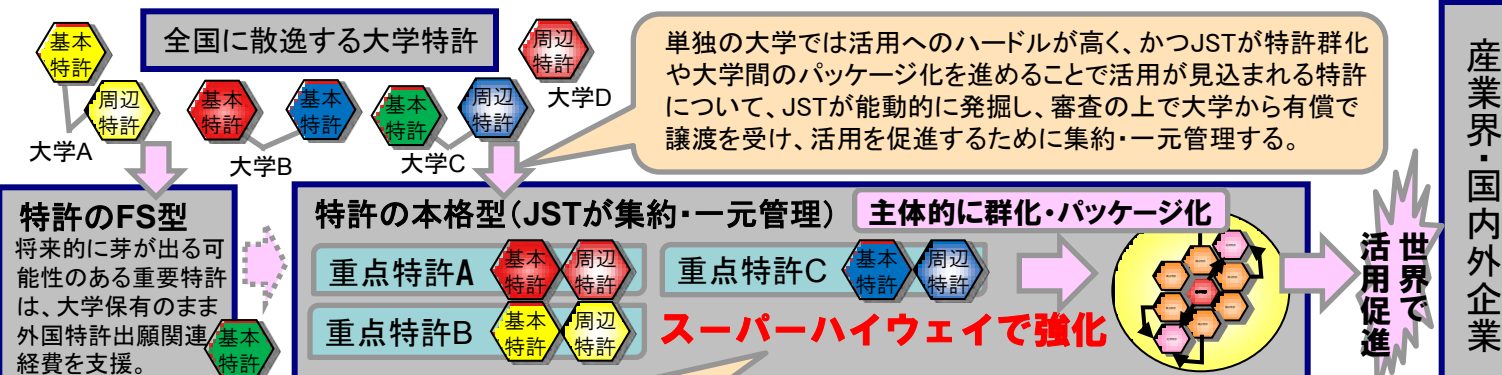 全国に散逸する大学特許
基本
特許
周辺
特許
大学A
基本
特許
基本
特許
大学B
基本
特許
周辺
特許
大学C
周辺
特許
大学D
単独の大学では活用へのハードルが高く、かつJSTが特許群化
や大学間のパッケージ化を進めることで活用が見込まれる特許
について、JSTが能動的に発掘し、審査の上で大学から有償で
譲渡を受け、活用を促進するために集約・一元管理する。
特許のFS型
将来的に芽が出る可
能性のある重要特許
は、大学保有のまま
外国特許出願関連
経費を支援。
基本
特許
特許の本格型(JSTが集約・一元管理)
主体的に群化・パッケージ化
重点特許A
基本
特許
周辺
特許
重点特許C
基本
特許
周辺
特許
重点特許B
基本
特許
周辺
特許
スーパーハイウェイで強化
世界で
活用促進
産業界・国内外企業